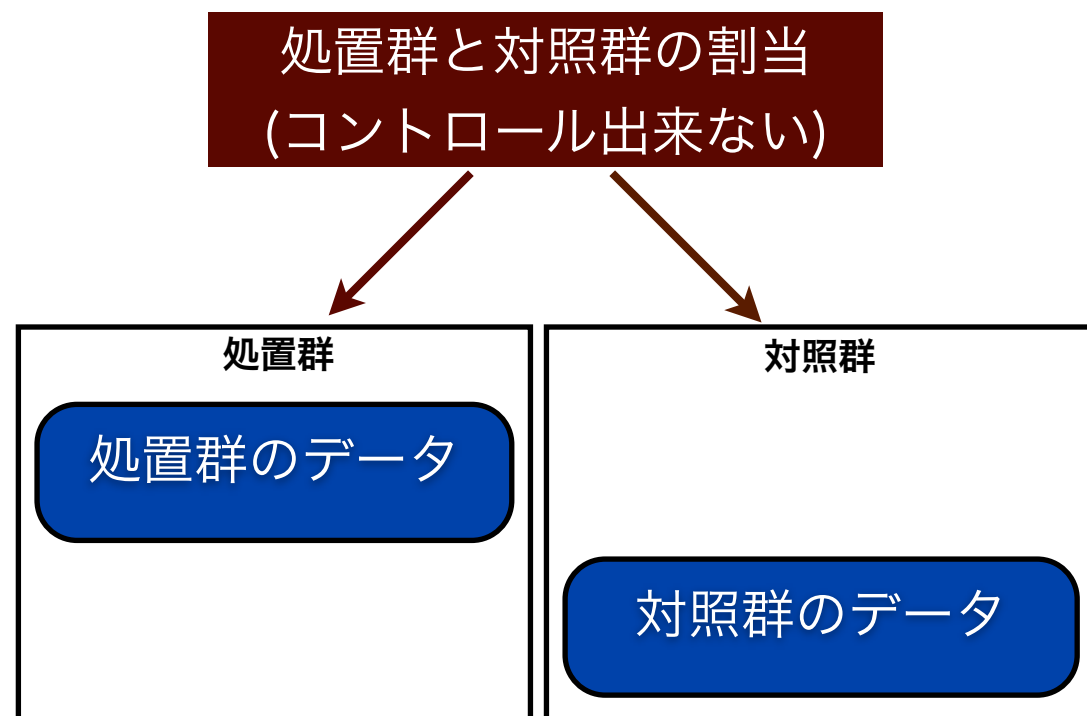 処置群と対照群の割当
(コントロール出来ない)
処置群
対照群
処置群のデータ
対照群のデータ